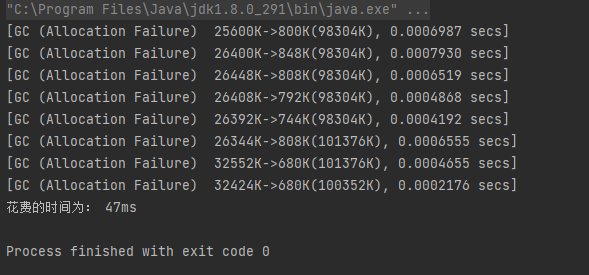 "C:\Program Files\Java\jdk1.8.0_291\bin\java.exe" ...
[GC (Allocation Failure)  25600K->800K(98304K), 0.0006987 secs]
[GC (Allocation Failure)  26400K->848K(98304K), 0.0007930 secs]
[GC (Allocation Failure)  26448K->808K(98304K), 0.0006519 secs]
[GC (Allocation Failure)  26408K->792K(98304K), 0.0004868 secs]
[GC (Allocation Failure)  26392K->744K(98304K), 0.0004192 secs]
[GC (Allocation Failure)  26344K->808K(101376K), 0.0006555 secs]
[GC (Allocation Failure)  32552K->680K(101376K), 0.0004655 secs]
[GC (Allocation Failure)  32424K->680K(100352K), 0.0002176 secs]
花费的时间为: 47ms
Process finished with exit code 0